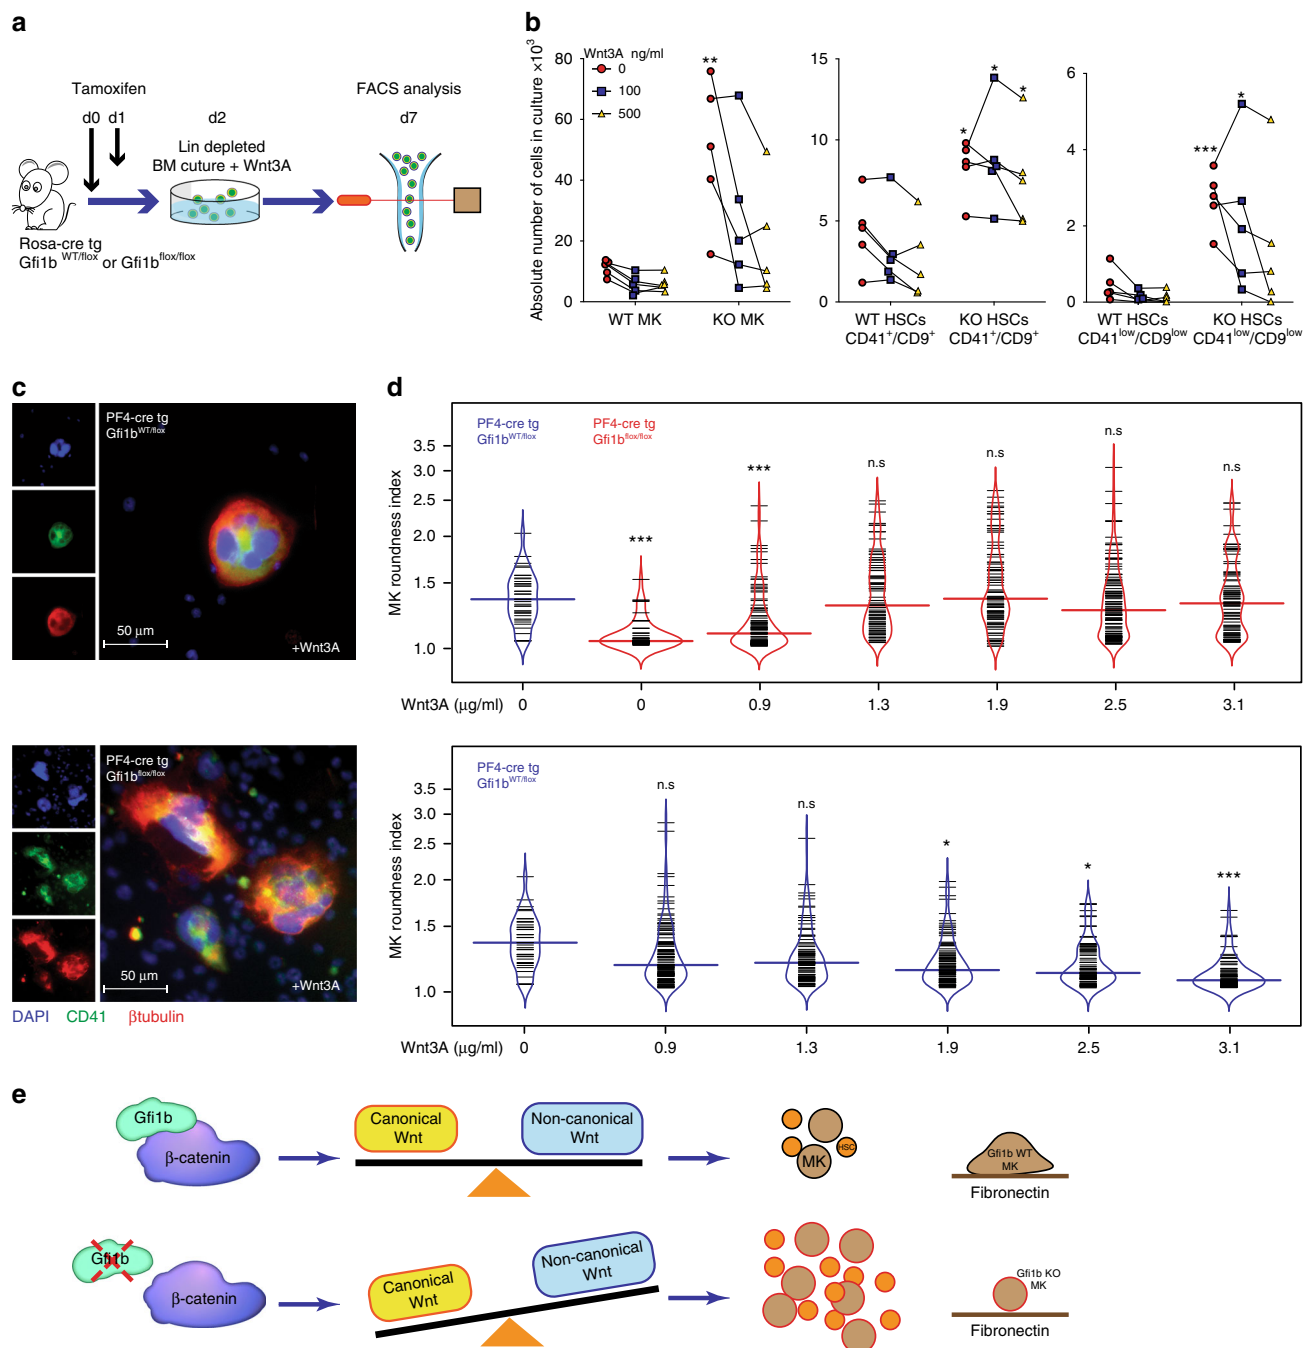 a
Tamoxifen
d0 d1
d2
Lin depleted
BM cuture + Wnt3A
FACS analysis
d7
Rosa-cre tg
Gfi1b WT/flox or Gfi1b flox/flox
b
Absolute number of cells in culture ×10³
Wnt3A ng/ml
0
100
500
80
60
40
20
0
**
WT MK
KO MK
15
10
5
0
*
*
*
WT HSCs
CD41+/CD9+
KO HSCs
CD41+/CD9+
6
4
2
0
***
*
WT HSCs
CD41low/CD9low
KO HSCs
CD41low/CD9low
c
PF4-cre tg
Gfi1bWT/flox
50 μm
+Wnt3A
PF4-cre tg
Gfi1bflox/flox
50 μm
+Wnt3A
DAPI CD41 βtubulin
d
PF4-cre tg
Gfi1bWT/flox
PF4-cre tg
Gfi1bflox/flox
MK roundness index
3.5
3.0
2.5
2.0
1.5
1.0
*** *** n.s n.s n.s n.s
Wnt3A (μg/ml) 0 0 0.9 1.3 1.9 2.5 3.1
PF4-cre tg
Gfi1bWT/flox
MK roundness index
3.5
3.0
2.5
2.0
1.5
1.0
n.s n.s * * ***
Wnt3A (μg/ml) 0 0.9 1.3 1.9 2.5 3.1
e
Gfi1b
β-catenin
Canonical
Wnt
Non-canonical
Wnt
HSC
MK
Gfi1b WT
MK
Fibronectin
Gfi1b
β-catenin
Canonical
Wnt
Non-canonical
Wnt
Gfi1b KO
MK
Fibronectin